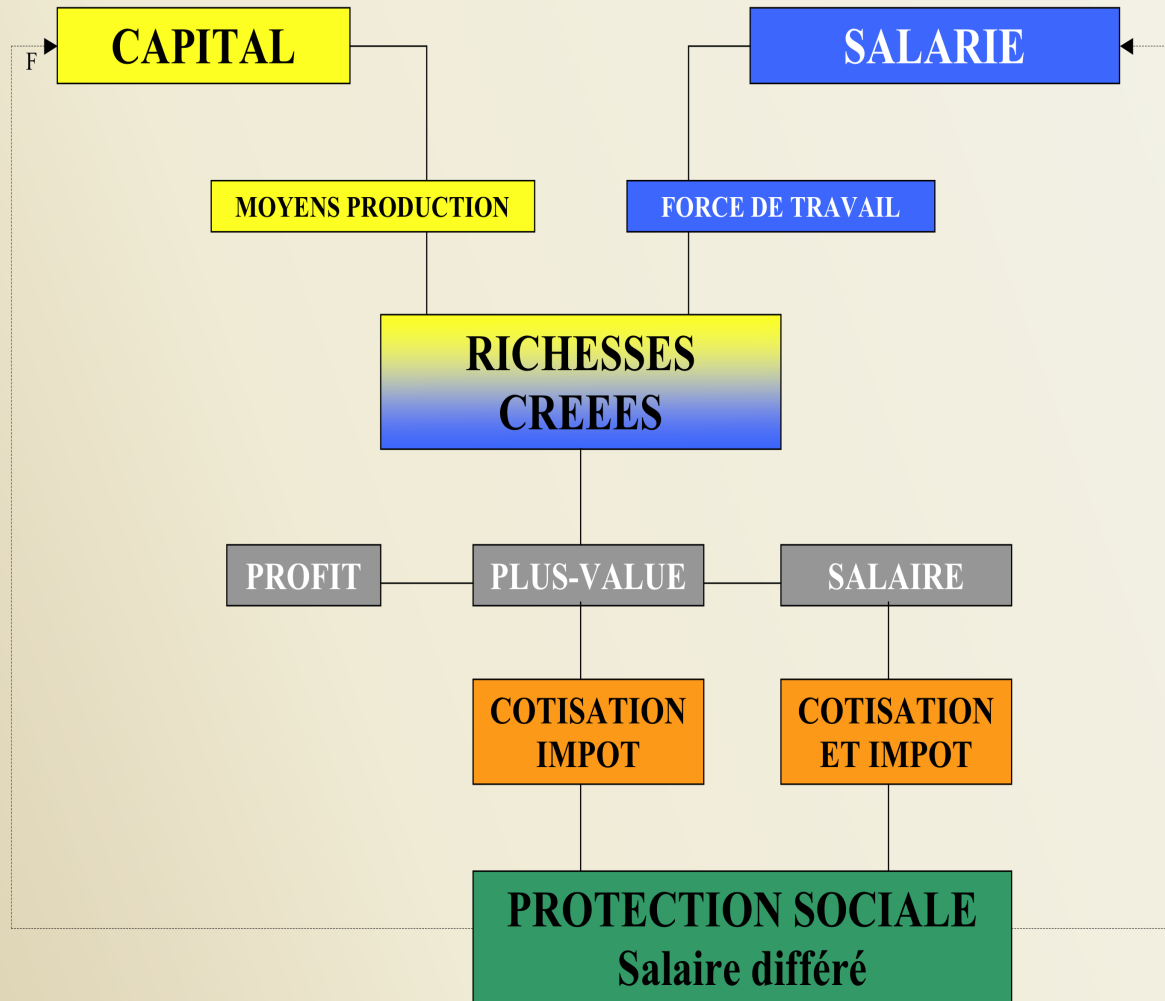 CAPITAL
SALARIE
F
MOYENS PRODUCTION
FORCE DE TRAVAIL
RICHESSES
CREEES
PROFIT
PLUS-VALUE
SALAIRE
COTISATION
IMPOT
COTISATION
ET IMPOT
PROTECTION SOCIALE
Salaire différé